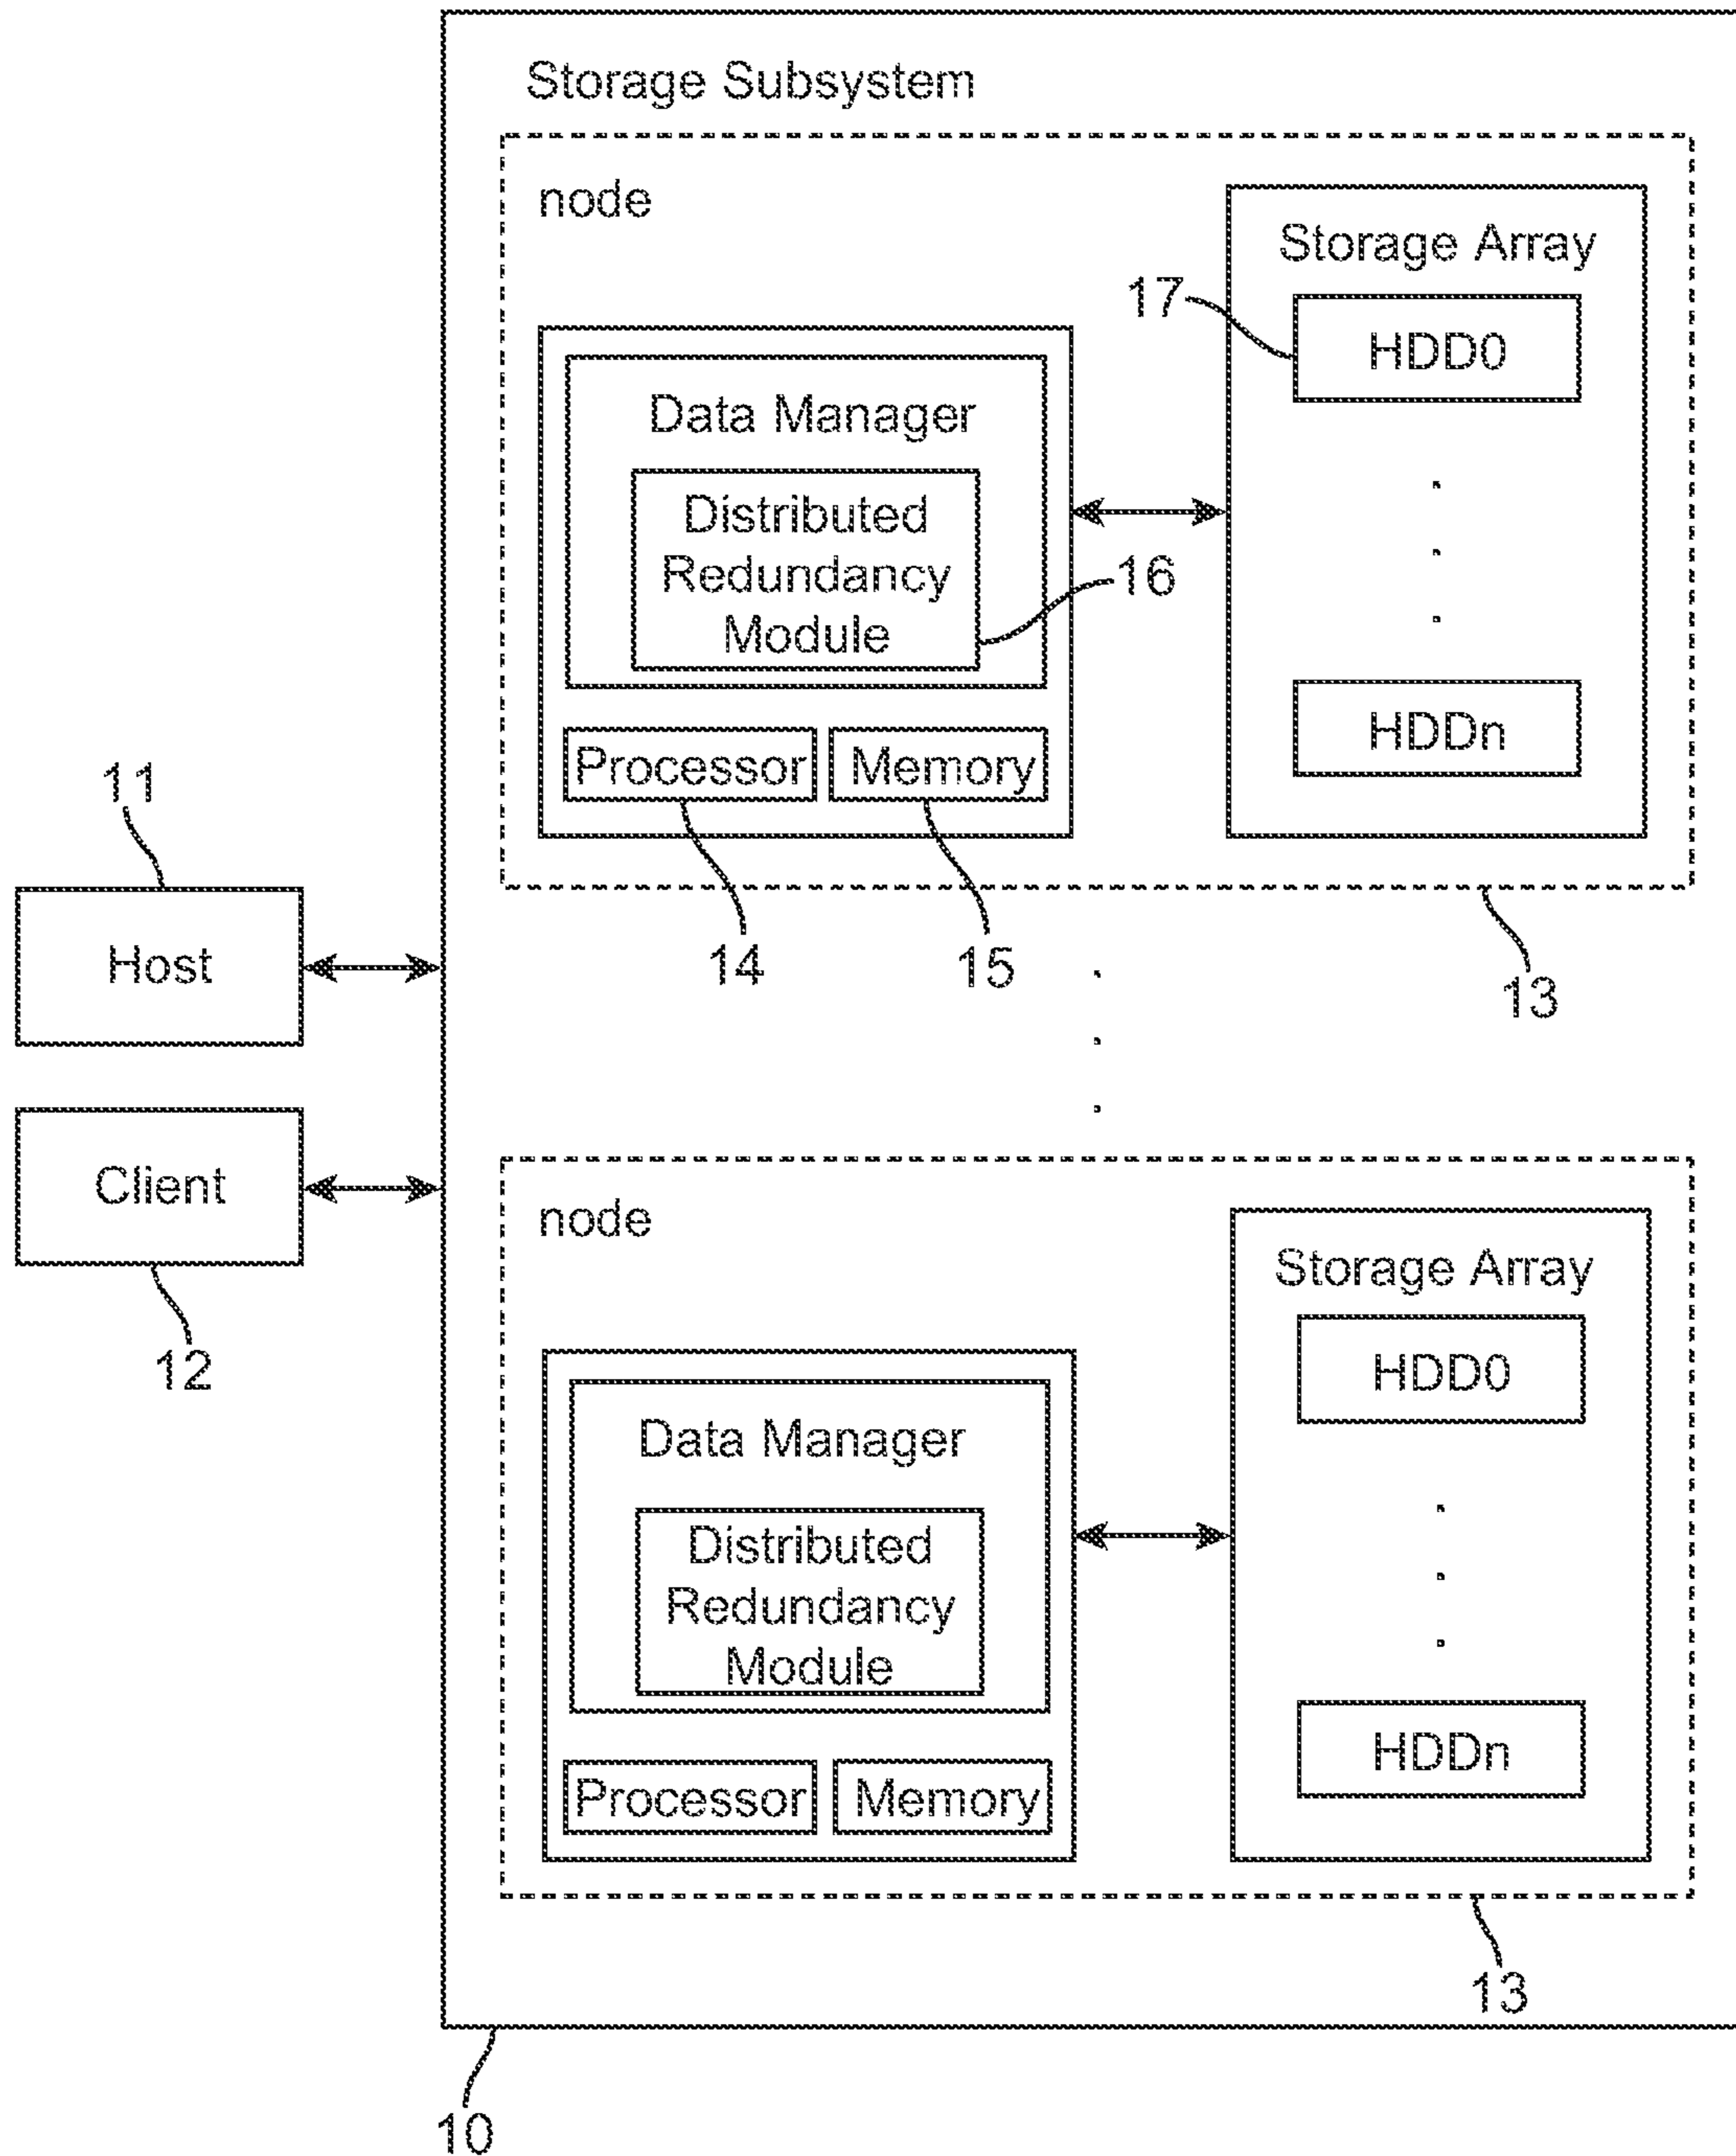 Storage Subsystem
node
Storage Array
17
HDD0
Data Manager
Distributed
Redundancy
Module
16
HDDn
Processor
Memory
11
Host
14
15
13
Client
12
node
Storage Array
HDD0
Data Manager
Distributed
Redundancy
Module
HDDn
Processor
Memory
13
10